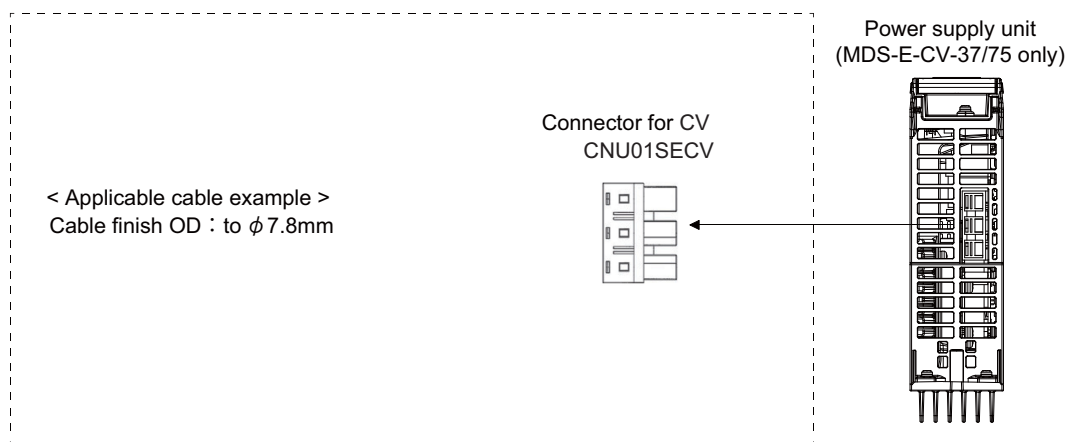 Power supply unit
(MDS-E-CV-37/75 only)
Connector for CV
CNU01SECV
< Applicable cable example >
Cable finish OD：to φ7.8mm